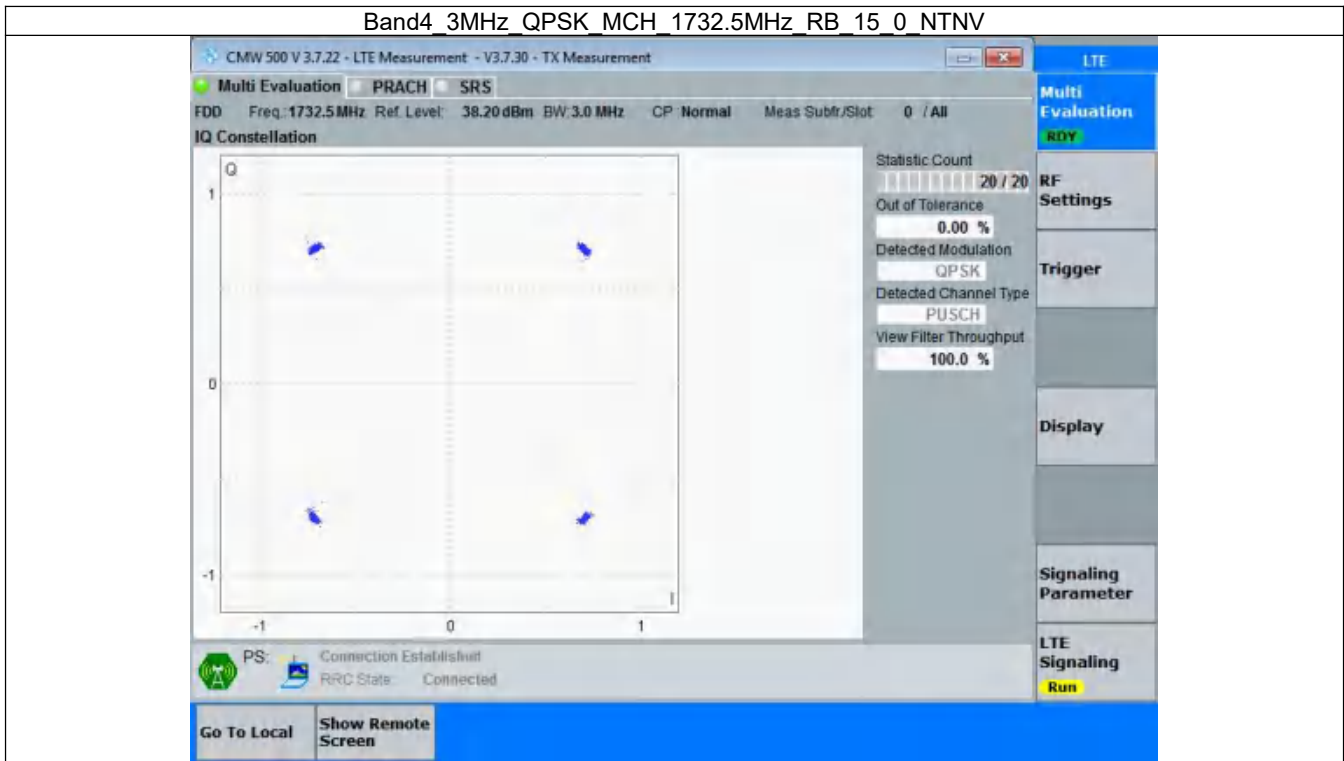 Band4_3MHz_QPSK_MCH_1732.5MHz_RB_15_0_NTNV
CMW 500 V 3.7.22 - LTE Measurement - V3.7.30 - TX Measurement
LTE
Multi Evaluation PRACH SRS
FDD Freq.: 1732.5 MHz Ref. Level: 38.20 dBm BW: 3.0 MHz CP: Normal Meas Subfr./Slot: 0 / All
IQ Constellation
Q
1
0
-1
I
-1 0 1
Statistic Count
20 / 20
Out of Tolerance
0.00 %
Detected Modulation
QPSK
Detected Channel Type
PUSCH
View Filter Throughput
100.0 %
Multi
Evaluation
RDY
RF
Settings
Trigger
Display
Signaling
Parameter
LTE
Signaling
Run
PS: Connection Established
RRC State: Connected
Go To Local
Show Remote
Screen